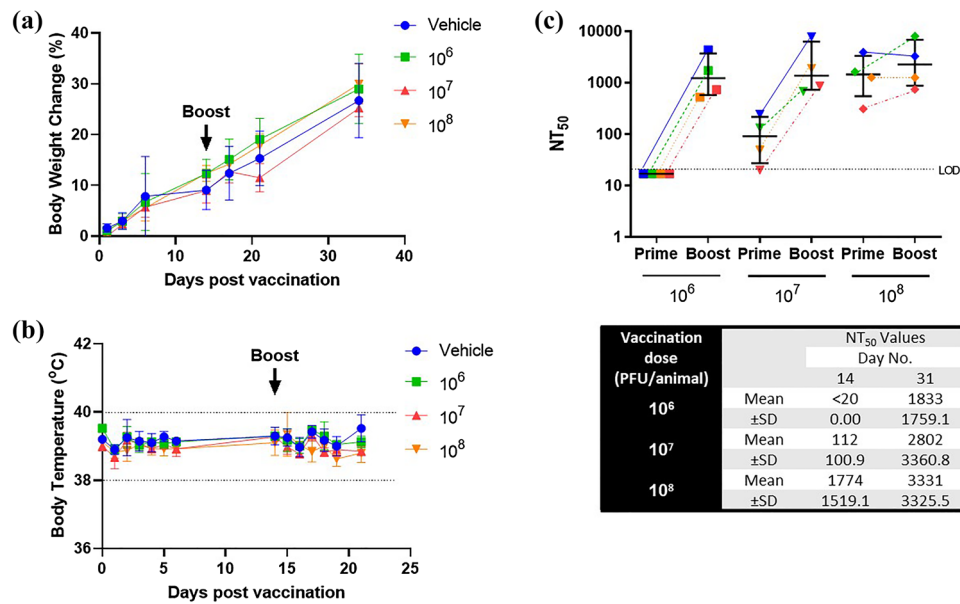 (a)
Vehicle
10⁶
10⁷
10⁸
Boost
Body Weight Change (%)
40
30
20
10
0
0 10 20 30 40
Days post vaccination
(b)
Vehicle
10⁶
10⁷
10⁸
Boost
Body Temperature (⁰C)
42
40
38
36
0 5 10 15 20 25
Days post vaccination
(c)
NT₅₀
10000
1000
100
10
1
LOD
Prime Boost Prime Boost Prime Boost
10⁶ 10⁷ 10⁸
Vaccination
dose
(PFU/animal)
NT₅₀ Values
Day No.
14 31
10⁶ Mean <20 1833
±SD 0.00 1759.1
10⁷ Mean 112 2802
±SD 100.9 3360.8
10⁸ Mean 1774 3331
±SD 1519.1 3325.5